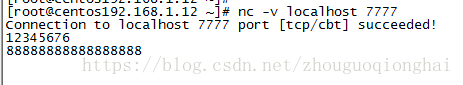 [root@centos192.168.1.12 ~]# nc -v localhost 7777
Connection to localhost 7777 port [tcp/cbt] succeeded!
12345676
88888888888888888
https://blog.csdn.net/zhouguoqionghai